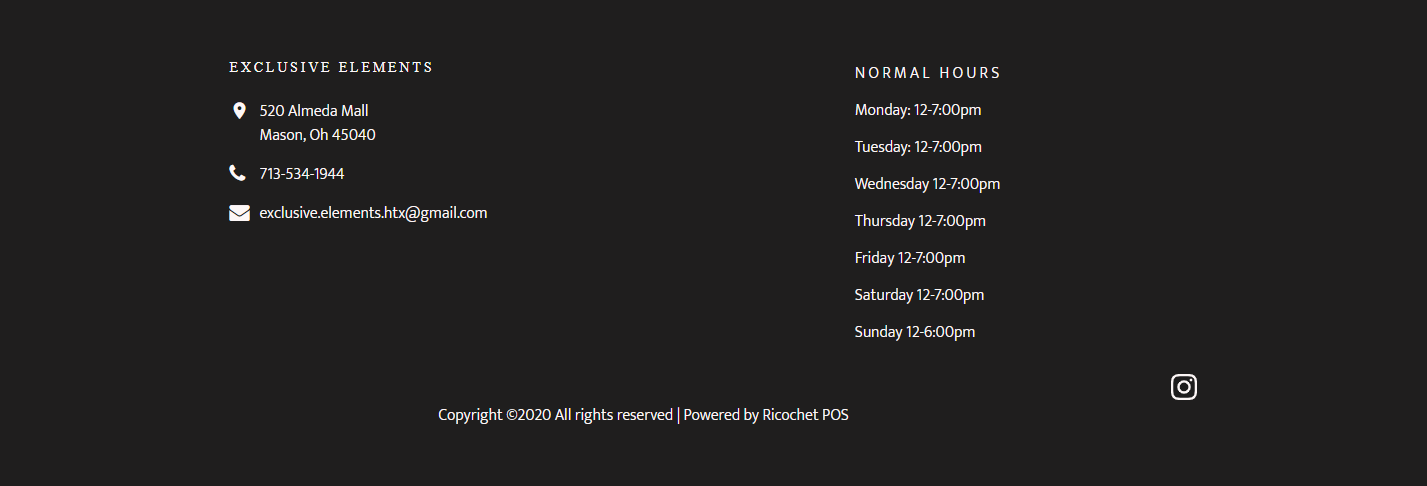 EXCLUSIVE ELEMENTS
520 Almeda Mall
Mason, Oh 45040
713-534-1944
exclusive.elements.htx@gmail.com
NORMAL HOURS
Monday: 12-7:00pm
Tuesday: 12-7:00pm
Wednesday 12-7:00pm
Thursday 12-7:00pm
Friday 12-7:00pm
Saturday 12-7:00pm
Sunday 12-6:00pm
Copyright ©2020 All rights reserved | Powered by Ricochet POS